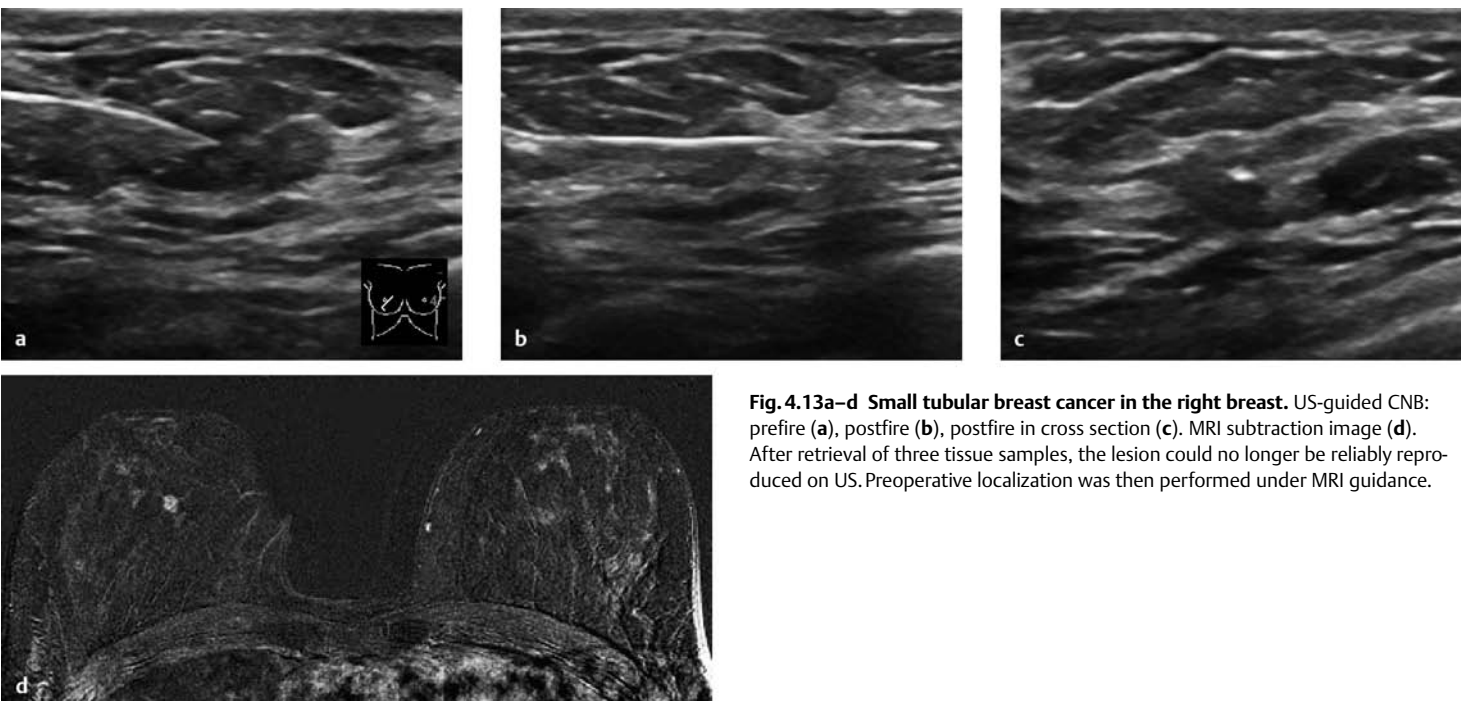 a
b
c
d
Fig. 4.13a–d Small tubular breast cancer in the right breast. US-guided CNB:
prefire (a), postfire (b), postfire in cross section (c). MRI subtraction image (d).
After retrieval of three tissue samples, the lesion could no longer be reliably repro-
duced on US. Preoperative localization was then performed under MRI guidance.